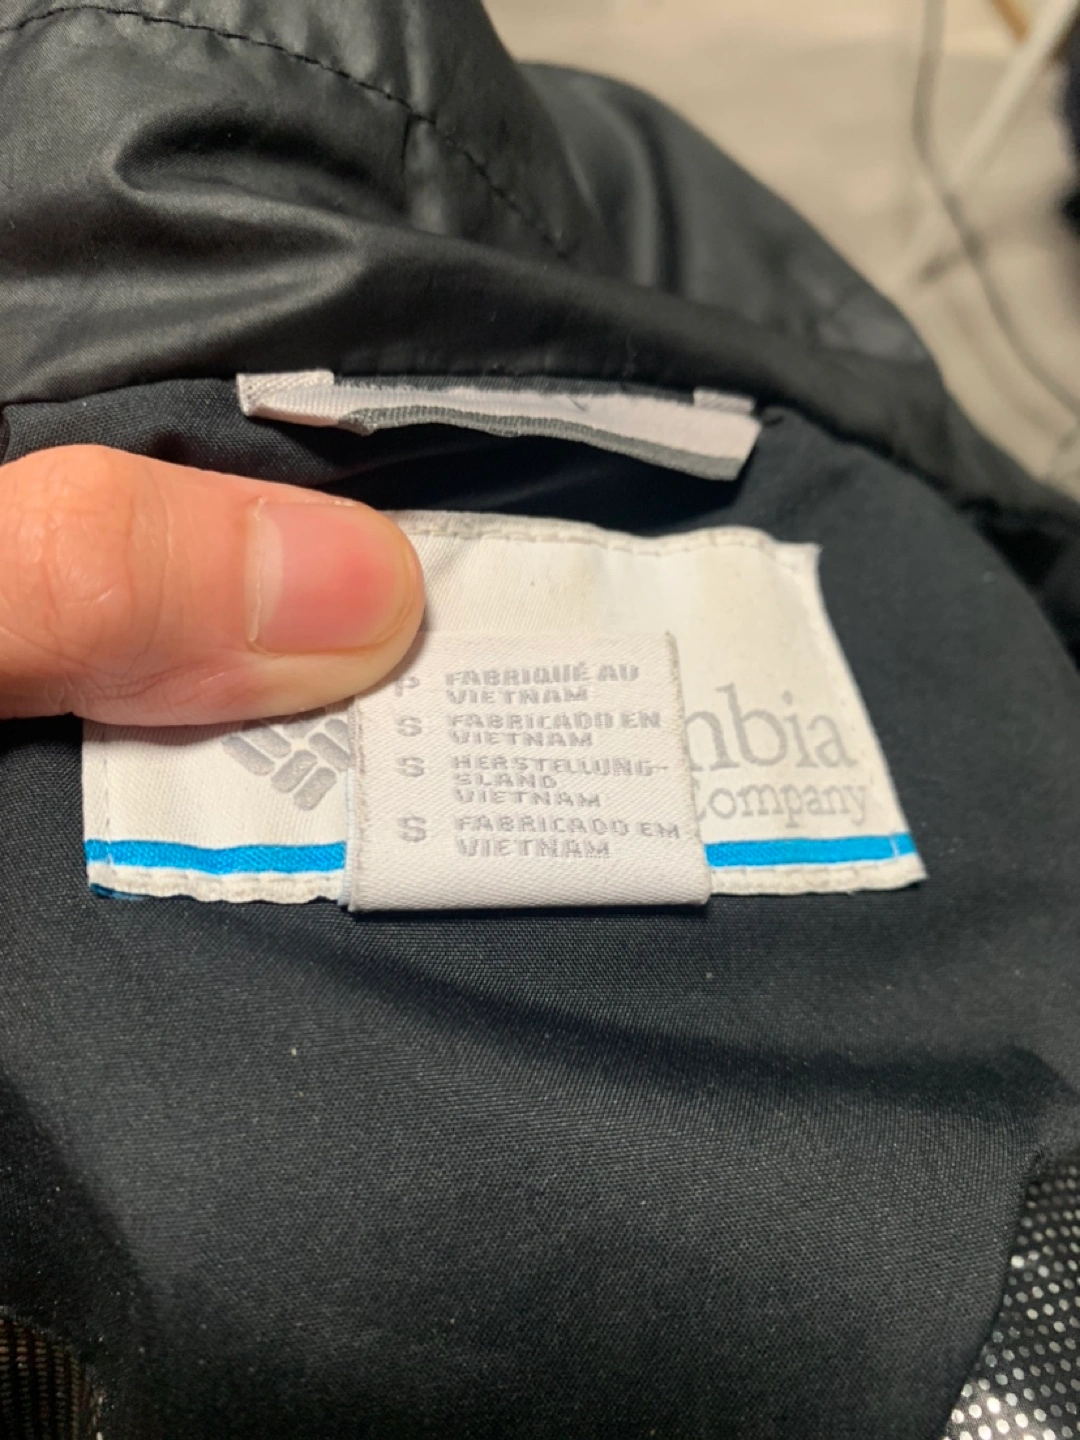 P FABRIQUÉ AU
VIETNAM
S FABRICADO EN
VIETNAM
S HERSTELLUNG-
SLAND
VIETNAM
S FABRICADO EM
VIETNAM
mbia
Company